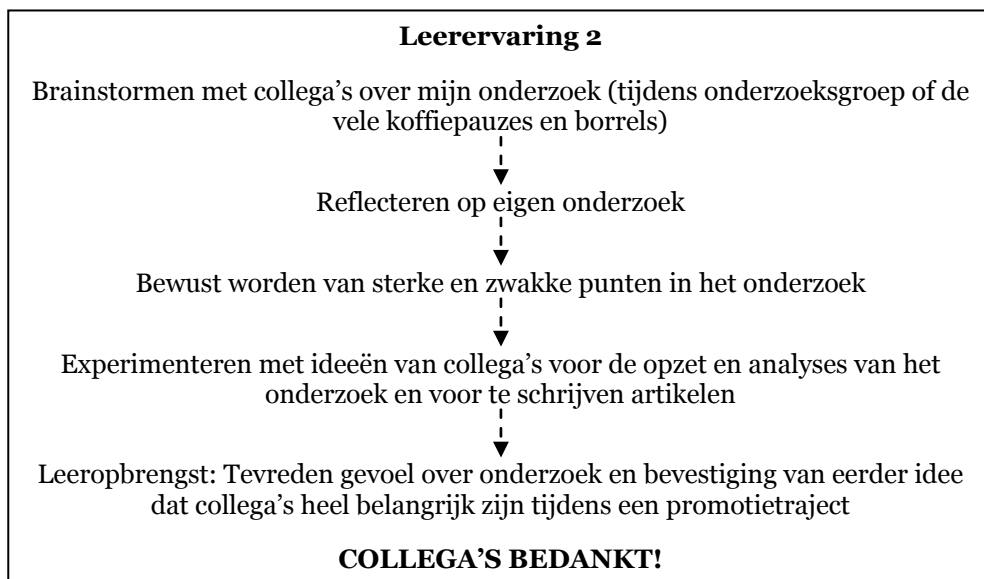 Leerervaring 2
Brainstormen met collega’s over mijn onderzoek (tijdens onderzoeksgroep of de
vele koffiepauzes en borrels)
Reflecteren op eigen onderzoek
Bewust worden van sterke en zwakke punten in het onderzoek
Experimenteren met ideeën van collega’s voor de opzet en analyses van het
onderzoek en voor te schrijven artikelen
Leeropbrengst: Tevreden gevoel over onderzoek en bevestiging van eerder idee
dat collega’s heel belangrijk zijn tijdens een promotietraject
COLLEGA’S BEDANKT!